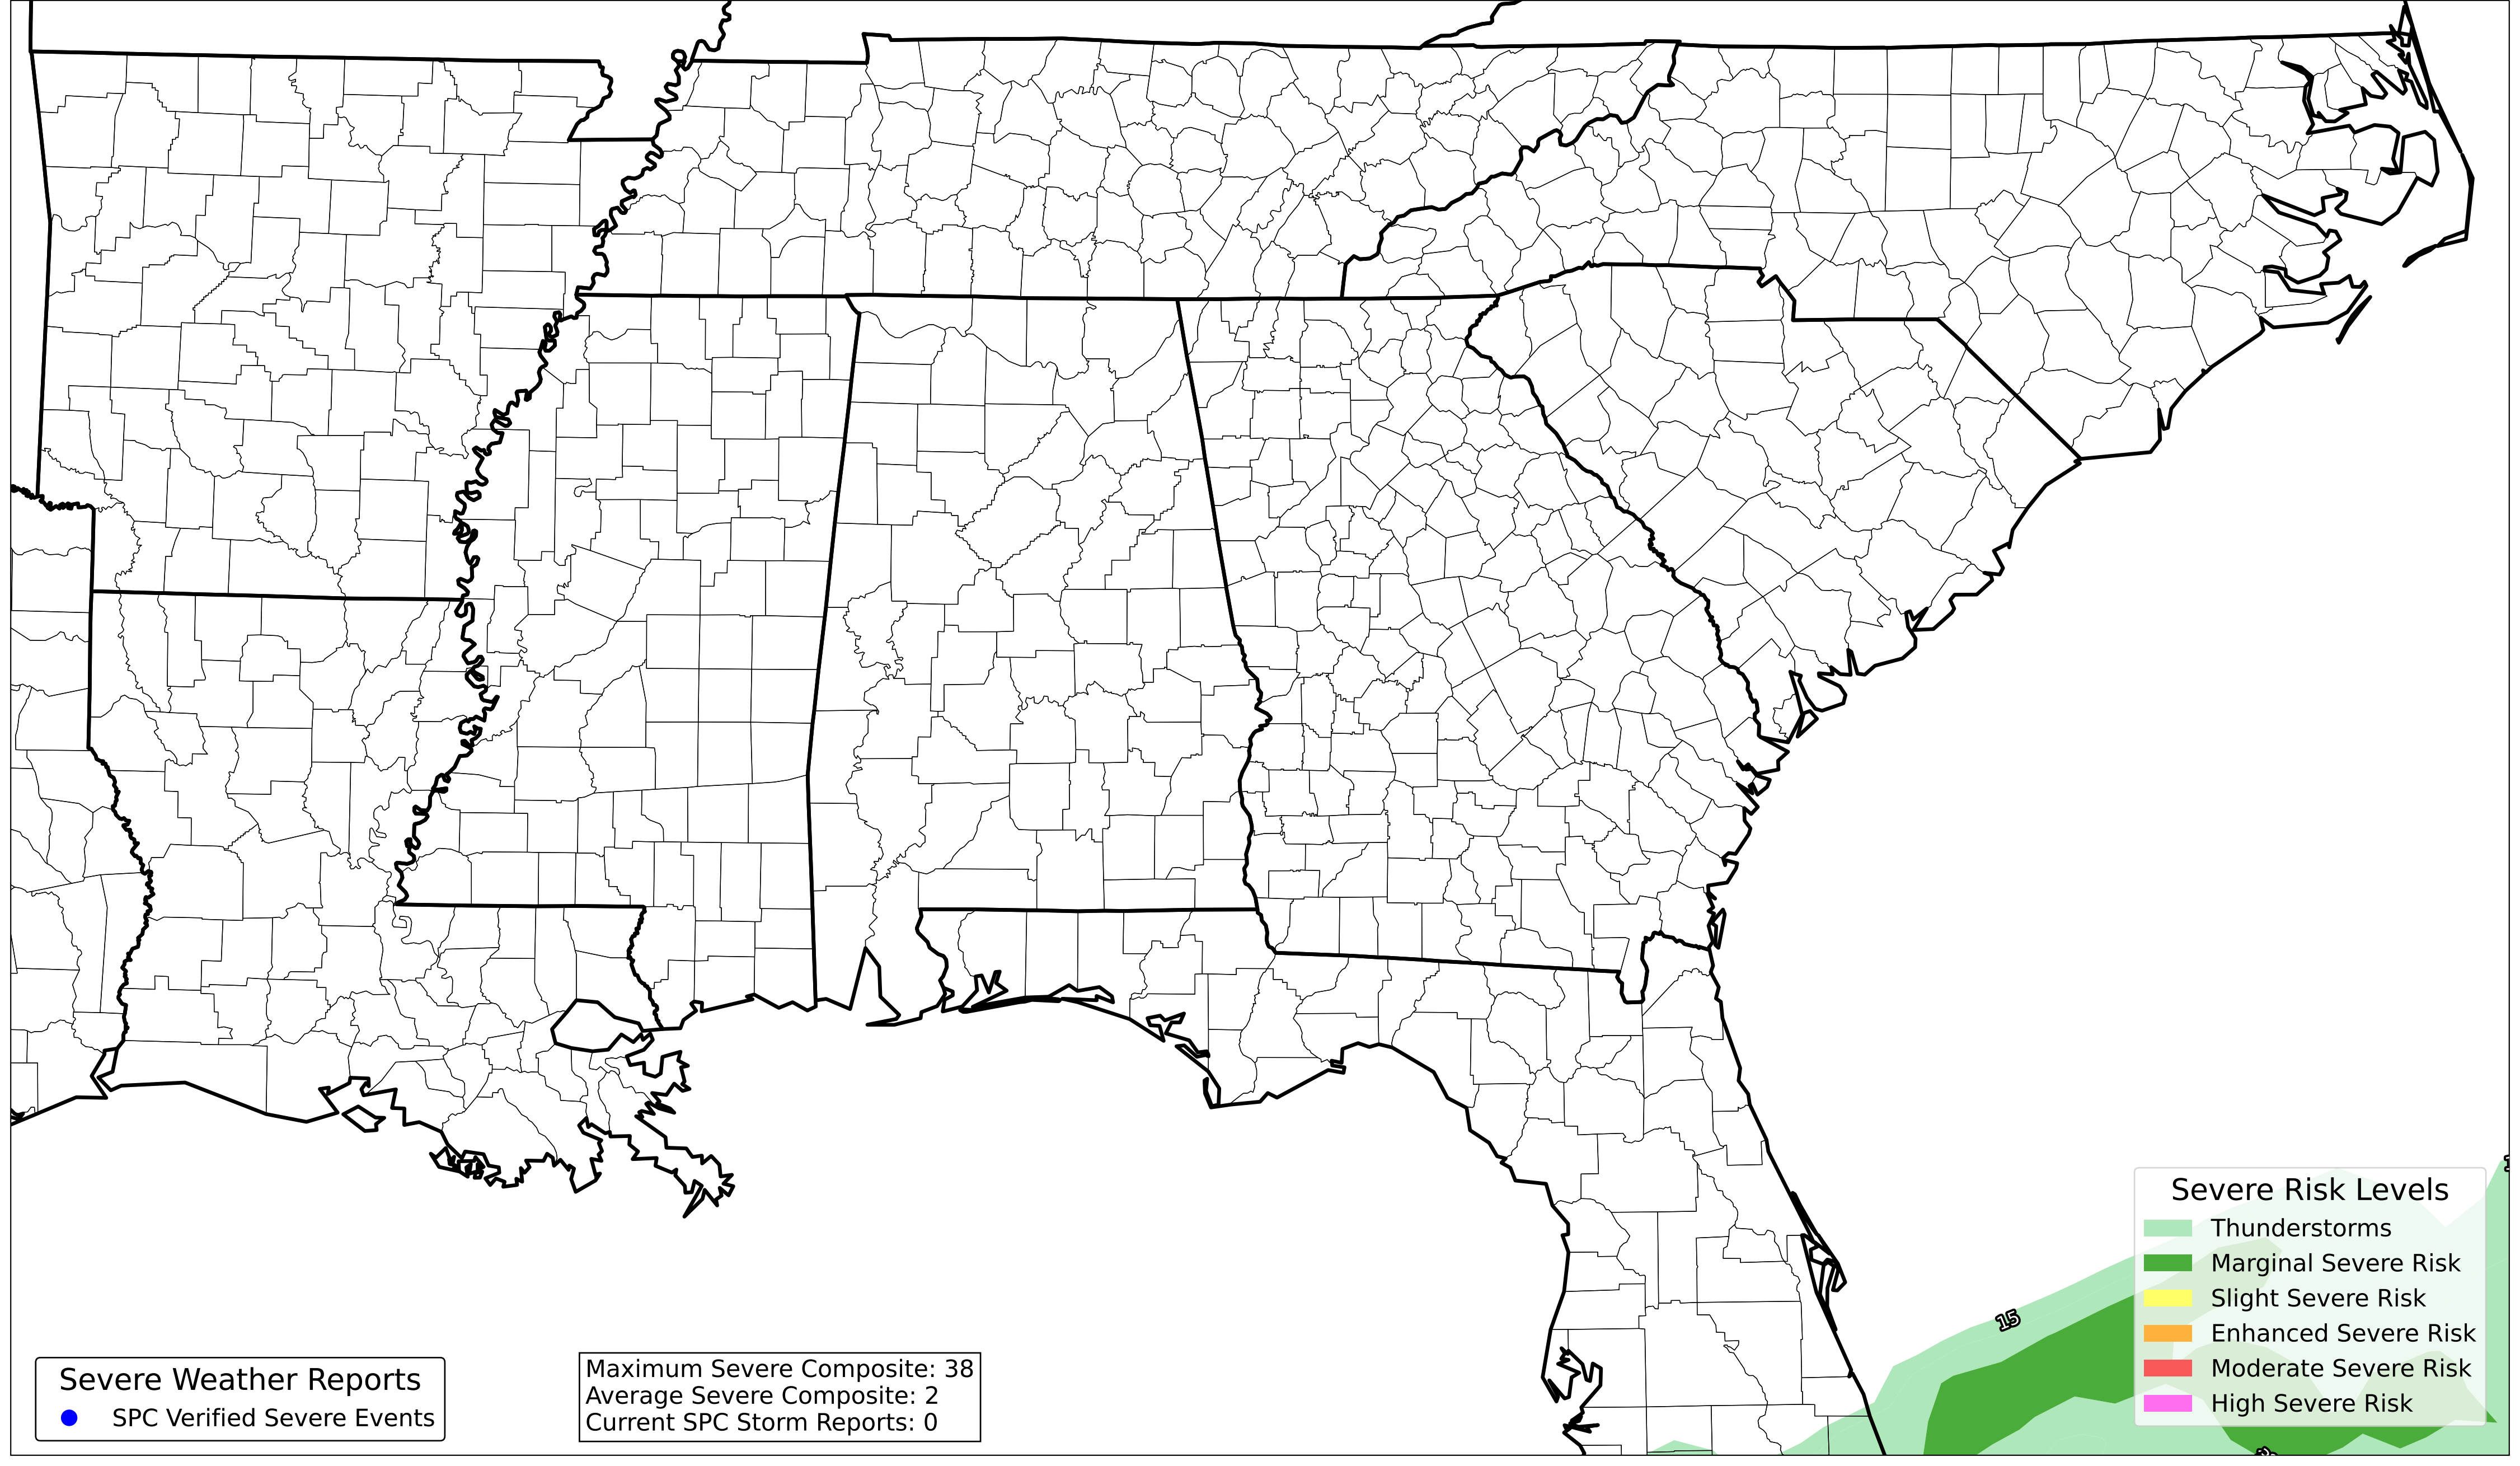 15
Severe Risk Levels
Thunderstorms
Marginal Severe Risk
Slight Severe Risk
Enhanced Severe Risk
Moderate Severe Risk
High Severe Risk
Severe Weather Reports
SPC Verified Severe Events
Maximum Severe Composite: 38
Average Severe Composite: 2
Current SPC Storm Reports: 0